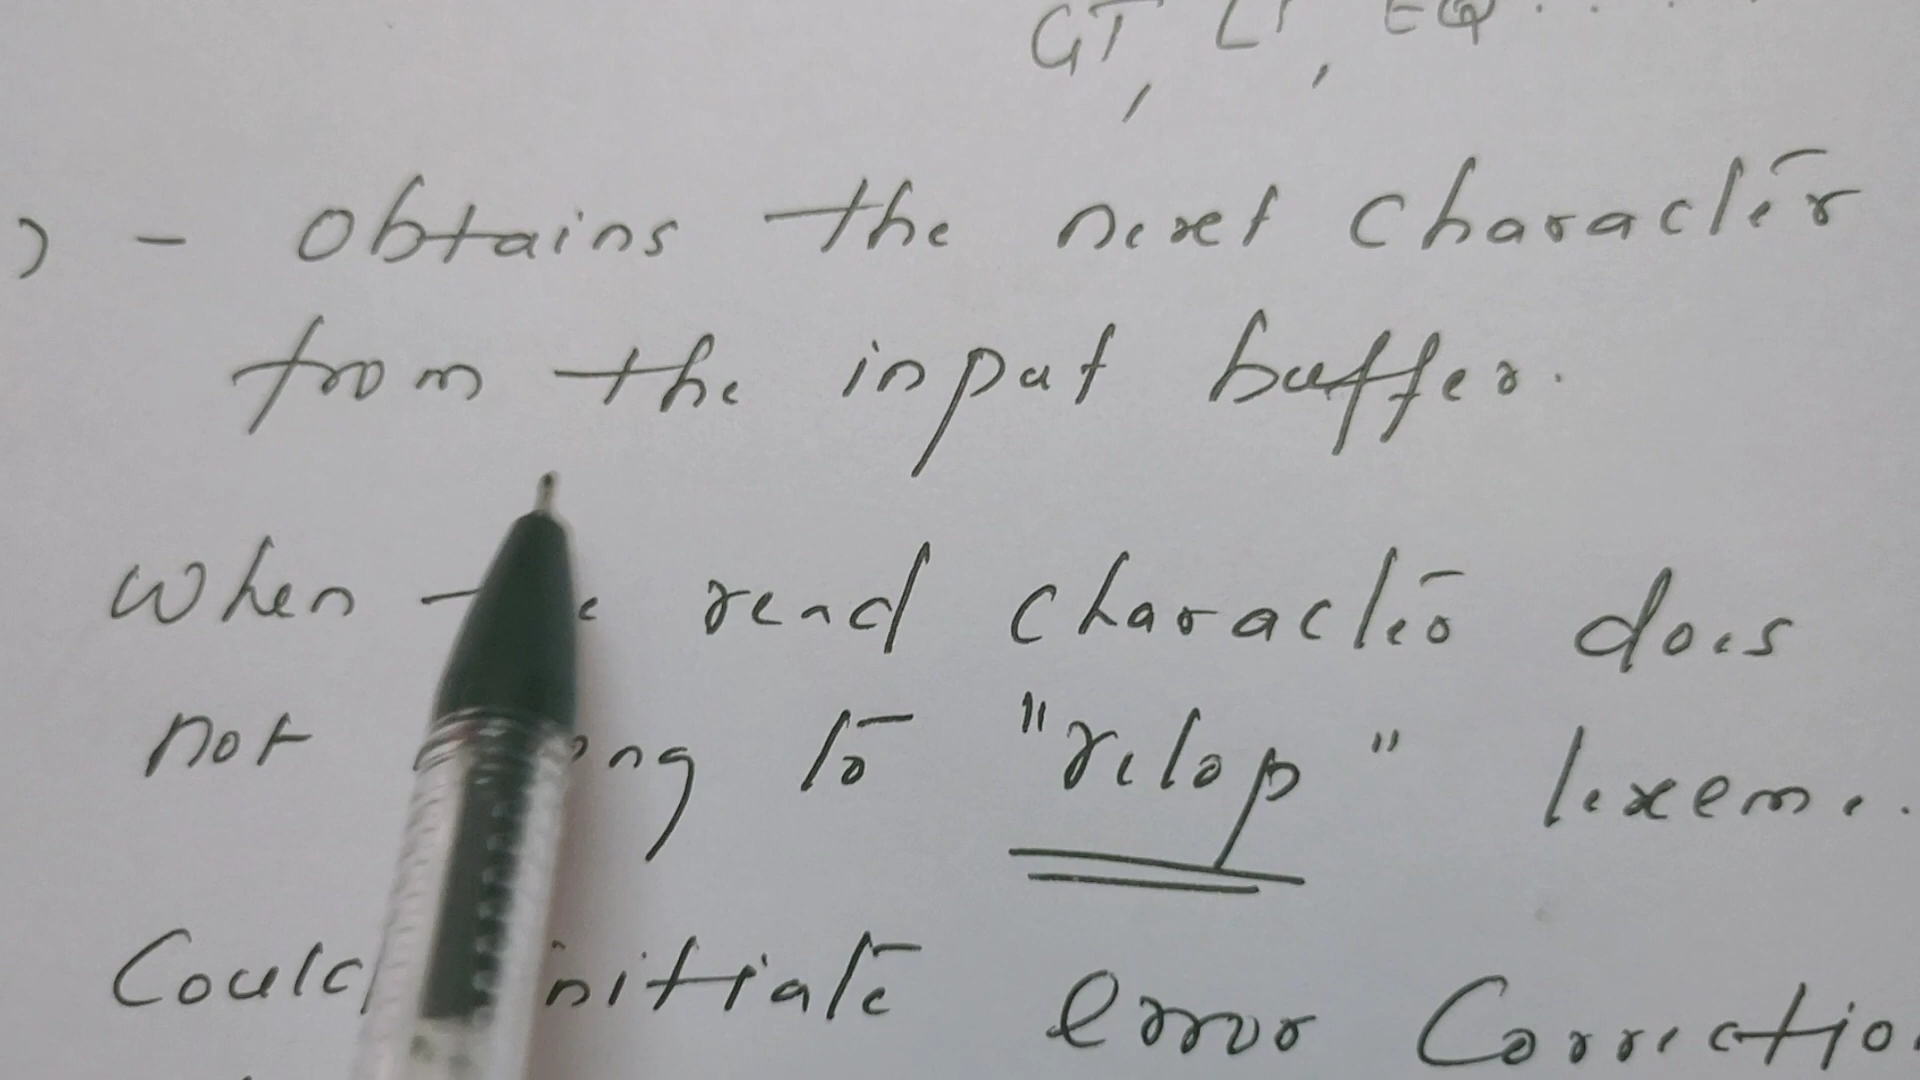 GT, LT, EQ . . . .
) - obtains the next character
from the input buffer.
When read character does
not to "relop" lexeme.
Could initiate error Correctio